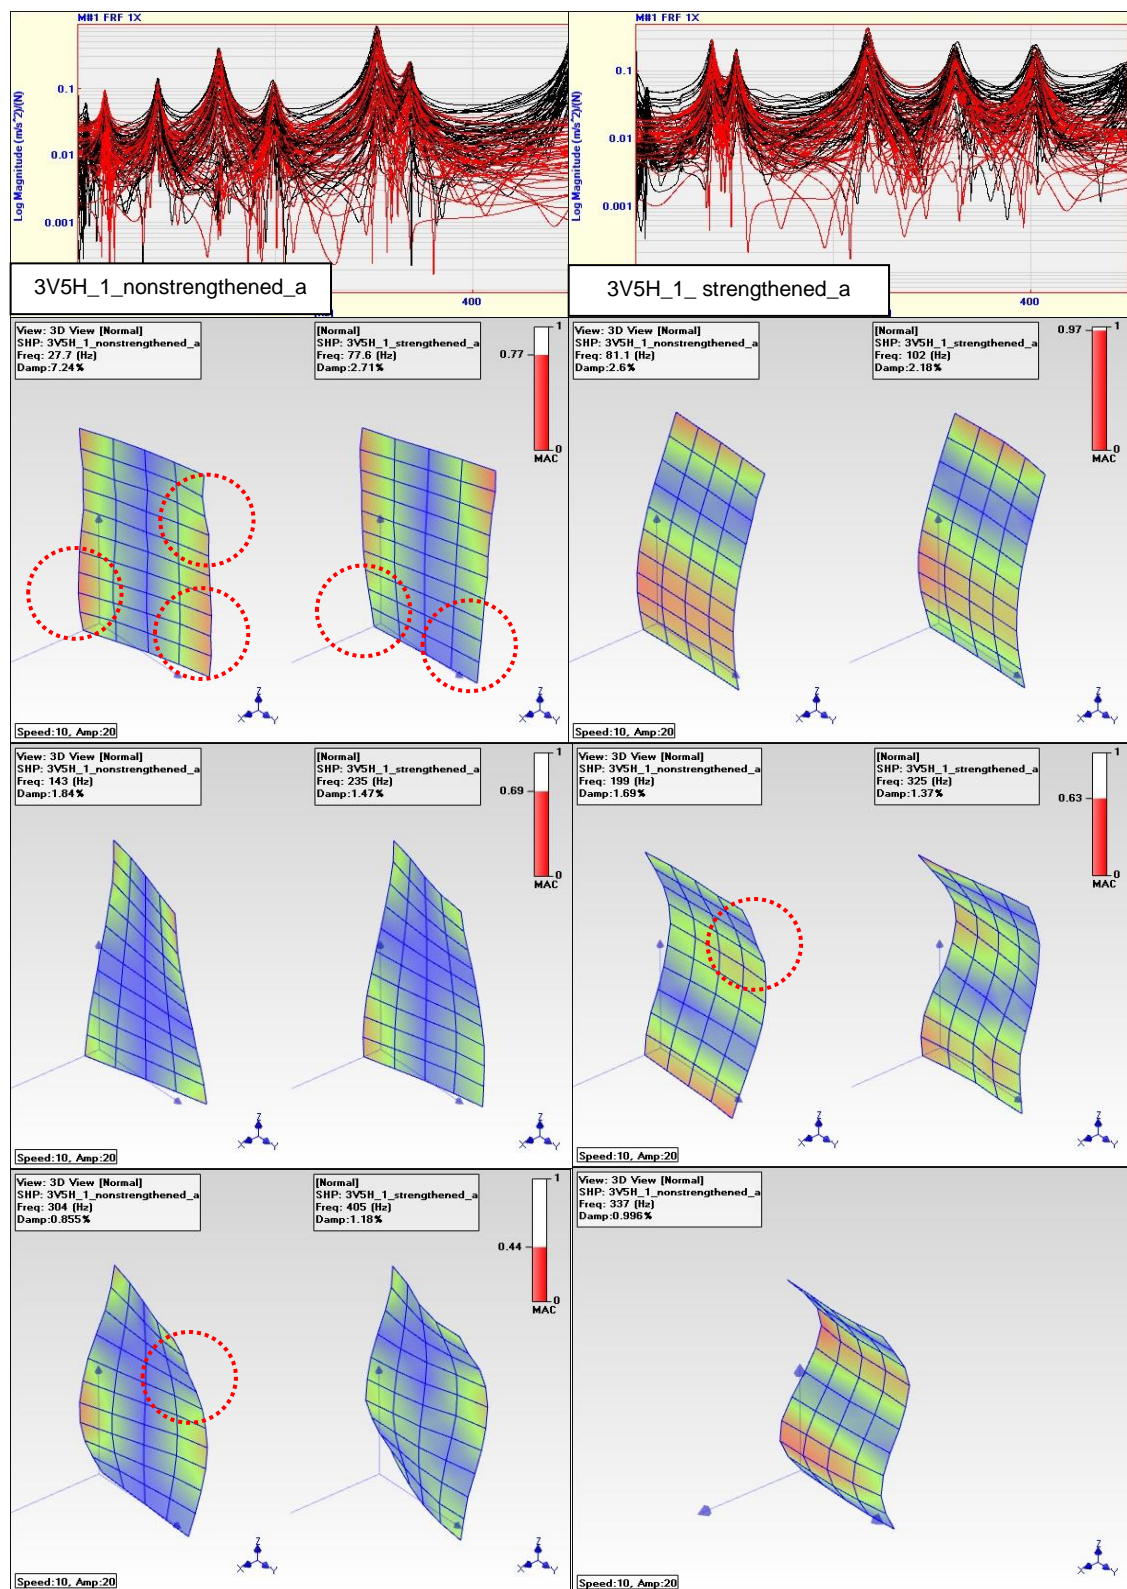 M#1 FRF 1X
Log Magnitude (m/s^2)/(N)
0.1
0.01
0.001
400
3V5H_1_nonstrengthened_a
M#1 FRF 1X
Log Magnitude (m/s^2)/(N)
0.1
0.01
0.001
400
3V5H_1_ strengthened_a
View: 3D View [Normal]
SHP: 3V5H_1_nonstrengthened_a
Freq: 27.7 (Hz)
Damp:7.24%
[Normal]
SHP: 3V5H_1_strengthened_a
Freq: 77.6 (Hz)
Damp:2.71%
1
0.77
0
MAC
X
Z
Y
X
Z
Y
Speed:10, Amp:20
View: 3D View [Normal]
SHP: 3V5H_1_nonstrengthened_a
Freq: 81.1 (Hz)
Damp:2.6%
[Normal]
SHP: 3V5H_1_strengthened_a
Freq: 102 (Hz)
Damp:2.18%
0.97
1
0
MAC
X
Z
Y
X
Z
Y
Speed:10, Amp:20
View: 3D View [Normal]
SHP: 3V5H_1_nonstrengthened_a
Freq: 143 (Hz)
Damp:1.84%
[Normal]
SHP: 3V5H_1_strengthened_a
Freq: 235 (Hz)
Damp:1.47%
1
0.69
0
MAC
X
Z
Y
X
Z
Y
Speed:10, Amp:20
View: 3D View [Normal]
SHP: 3V5H_1_nonstrengthened_a
Freq: 199 (Hz)
Damp:1.69%
[Normal]
SHP: 3V5H_1_strengthened_a
Freq: 325 (Hz)
Damp:1.37%
1
0.63
0
MAC
X
Z
Y
X
Z
Y
Speed:10, Amp:20
View: 3D View [Normal]
SHP: 3V5H_1_nonstrengthened_a
Freq: 304 (Hz)
Damp:0.855%
[Normal]
SHP: 3V5H_1_strengthened_a
Freq: 405 (Hz)
Damp:1.18%
1
0.44
0
MAC
X
Z
Y
X
Z
Y
Speed:10, Amp:20
View: 3D View [Normal]
SHP: 3V5H_1_nonstrengthened_a
Freq: 337 (Hz)
Damp:0.996%
X
Z
Y
Speed:10, Amp:20